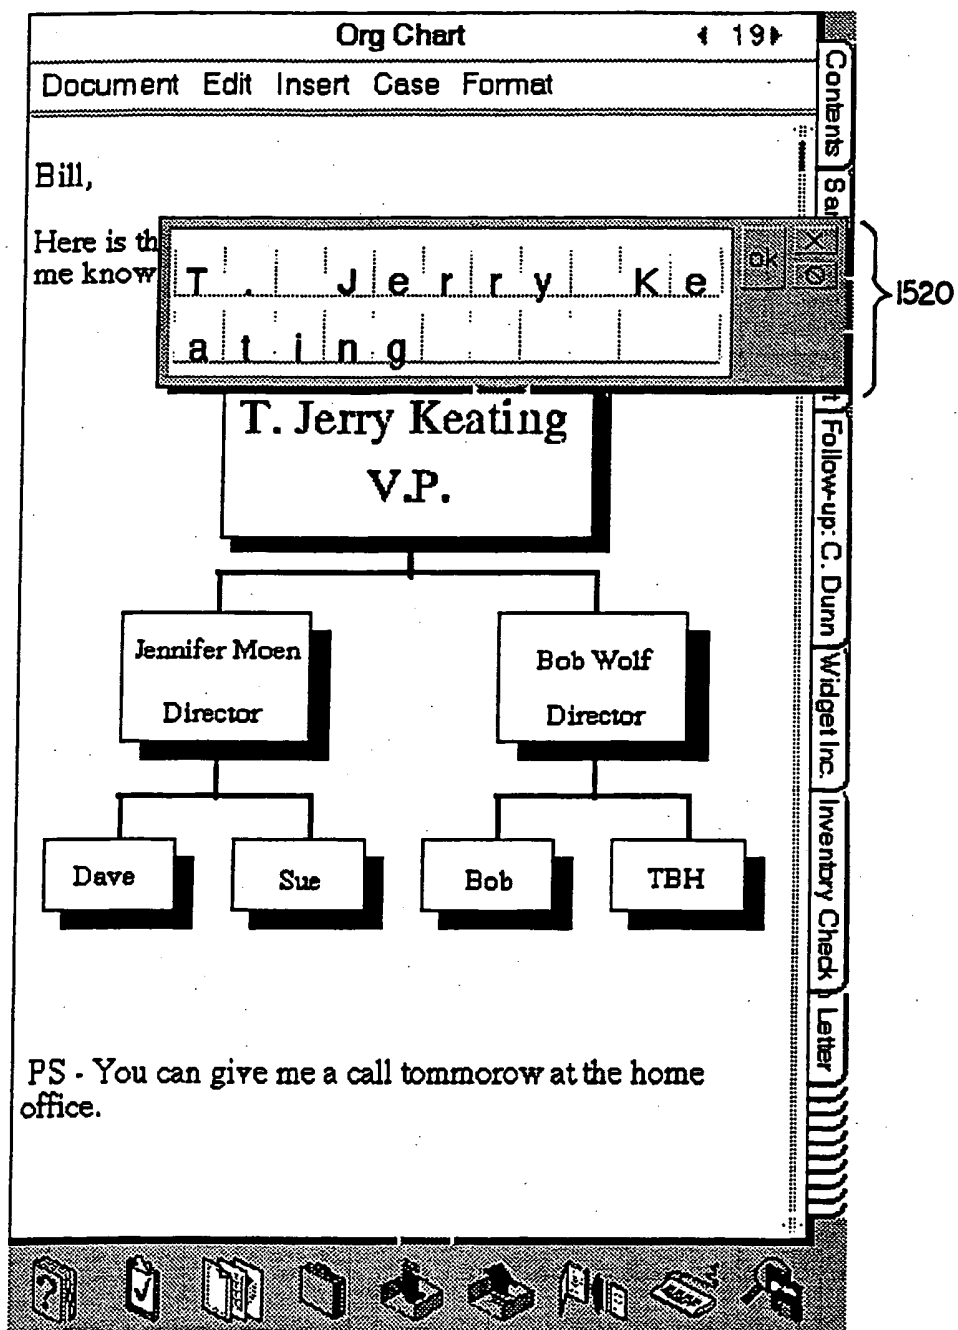 Org Chart 19
Document Edit Insert Case Format
Bill,
Here is th
me know
T. Jerry Ke
ating
ok
1520
T. Jerry Keating
V.P.
Jennifer Moen
Director
Bob Wolf
Director
Dave
Sue
Bob
TBH
PS - You can give me a call tommorow at the home
office.
Contents
Sa
Follow-up: C. Dunn
Widget Inc.
Inventory Check
Letter